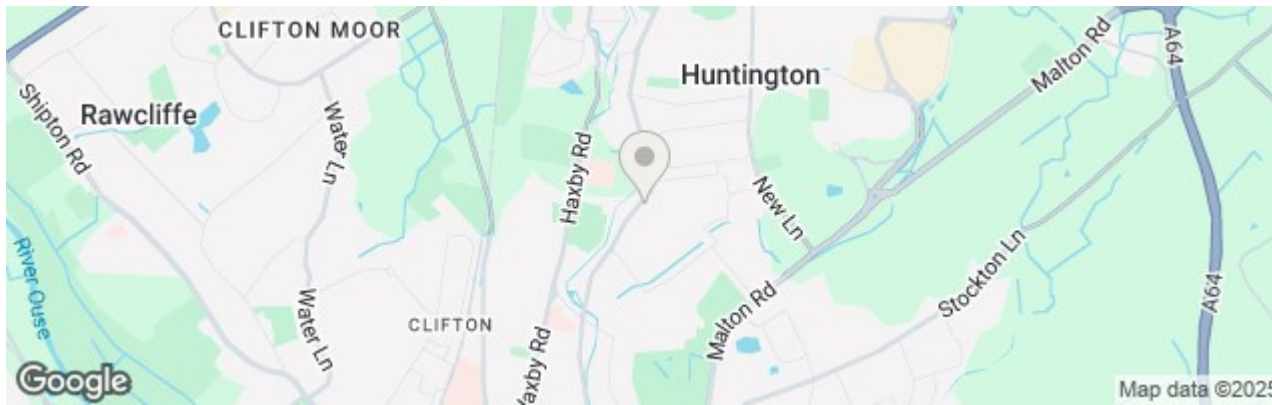 CLIFTON MOOR
Malton Rd
A64
Huntington
Shipton Rd
Rawcliffe
Water Ln
Haxby Rd
New Ln
River Ouse
Stockton Ln
A64
Water Ln
CLIFTON
Malton Rd
Haxby Rd
Google
Map data ©2025